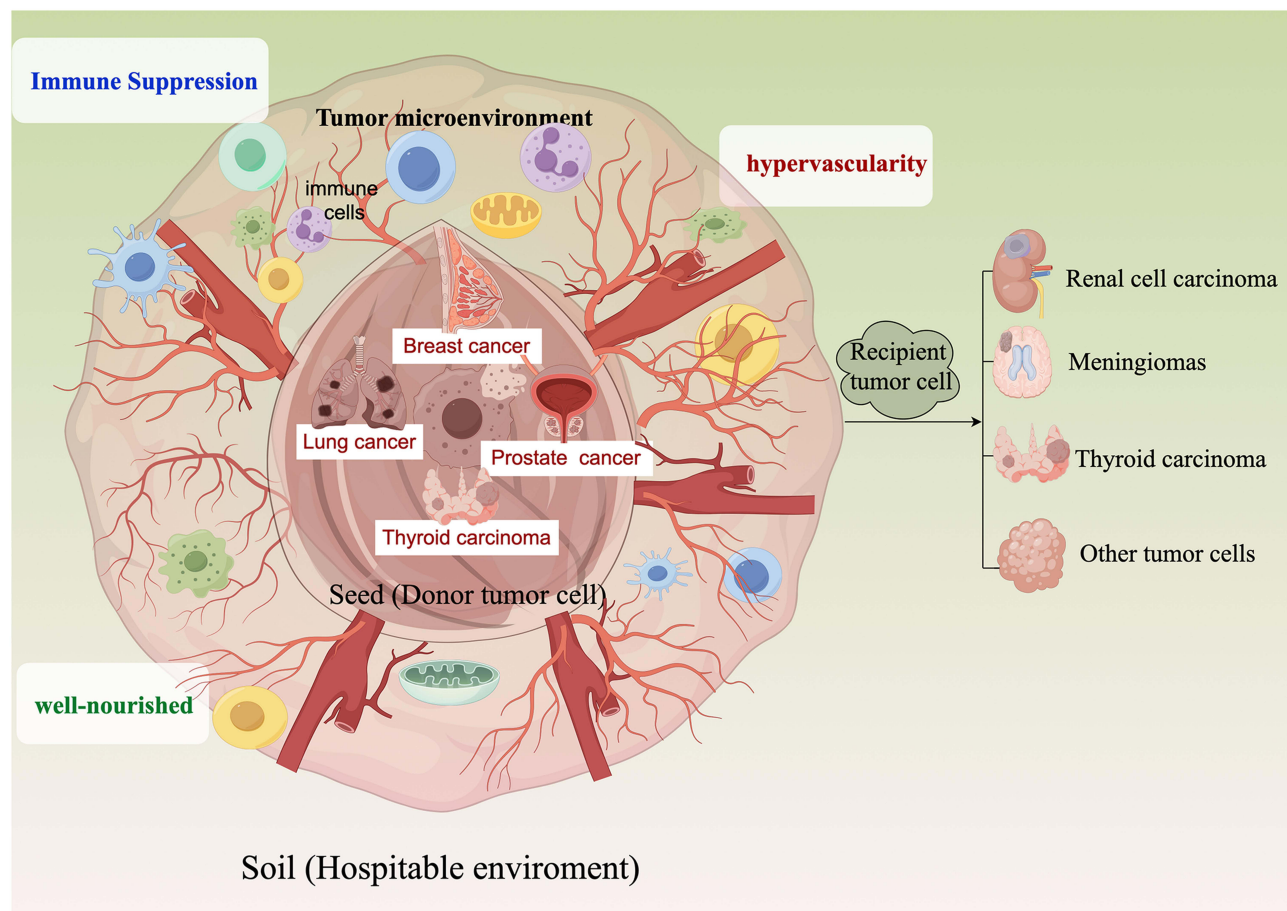 Immune Suppression
Tumor microenvironment
hypervascularity
immune
cells
Breast cancer
Lung cancer
Prostate  cancer
Thyroid carcinoma
Seed (Donor tumor cell)
well-nourished
Soil (Hospitable enviroment)
Recipient
tumor cell
Renal cell carcinoma
Meningiomas
Thyroid carcinoma
Other tumor cells